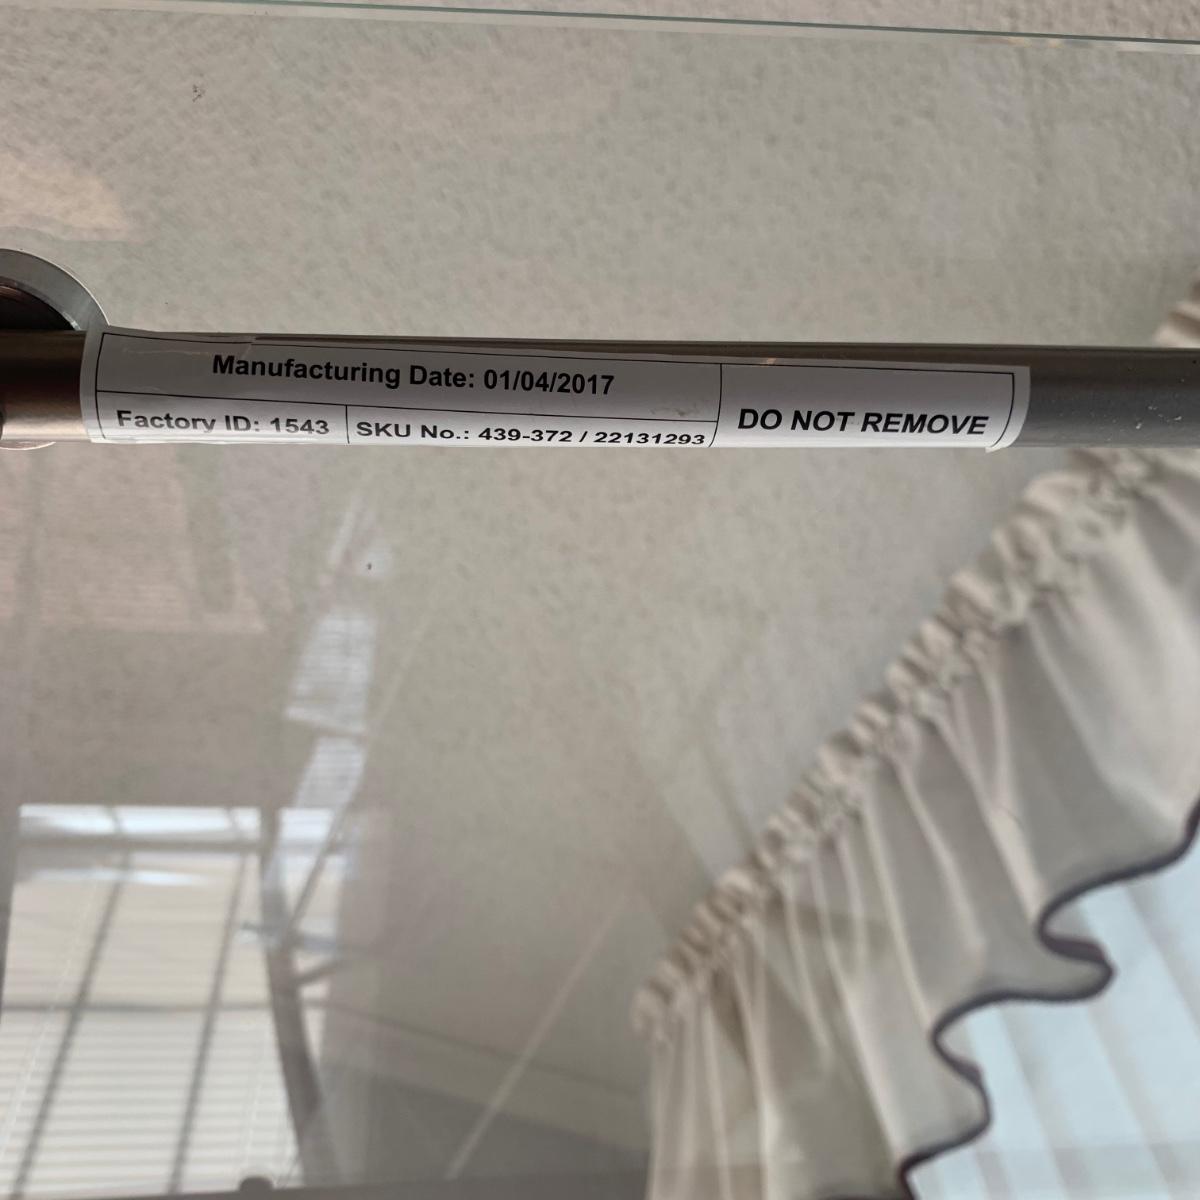 Manufacturing Date: 01/04/2017
Factory ID: 1543
SKU No.: 439-372 / 22131293
DO NOT REMOVE